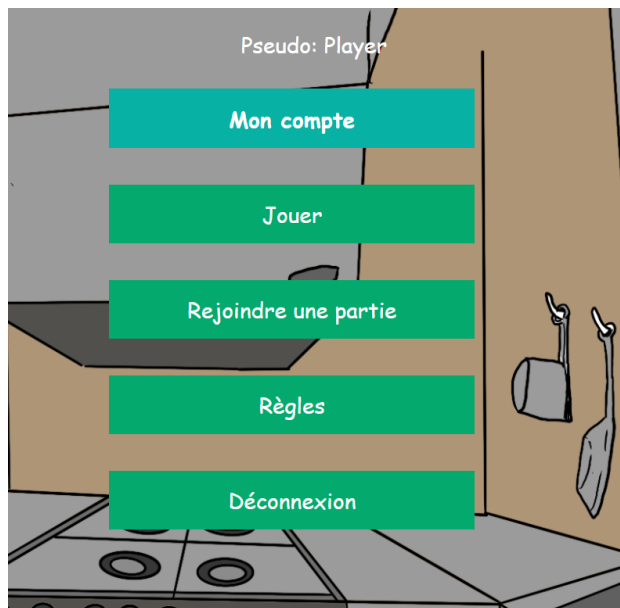 Pseudo: Player
Mon compte
Jouer
Rejoindre une partie
Règles
Déconnexion